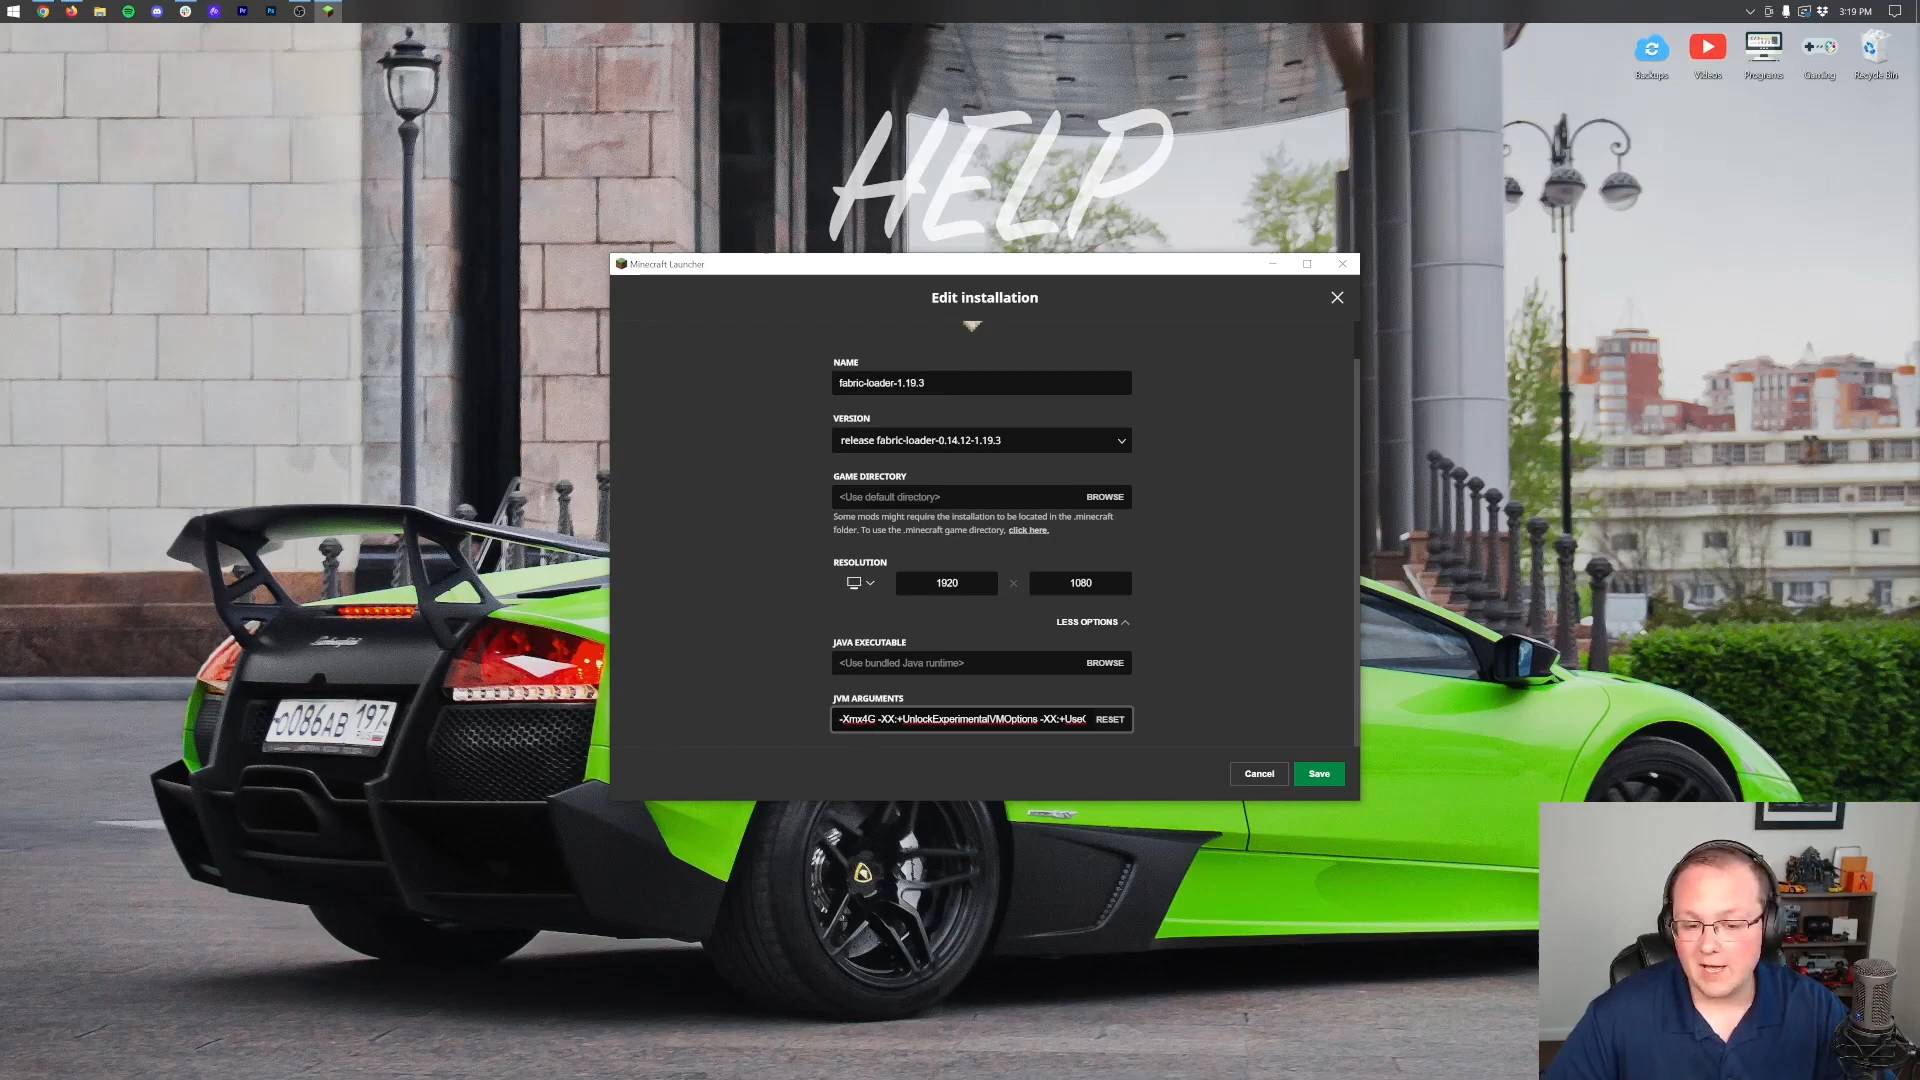 3:19 PM
Backups
Videos
Programs
Gaming
Recycle Bin
HELP
Minecraft Launcher
Edit installation
NAME
fabric-loader-1.19.3
VERSION
release fabric-loader-0.14.12-1.19.3
GAME DIRECTORY
<Use default directory>
BROWSE
Some mods might require the installation to be located in the .minecraft
folder. To use the .minecraft game directory, click here.
RESOLUTION
1920
1080
LESS OPTIONS
JAVA EXECUTABLE
<Use bundled Java runtime>
BROWSE
JVM ARGUMENTS
-Xmx4G -XX:+UnlockExperimentalVMOptions -XX:+Use
RESET
Cancel
Save
Lamborghini
О086АВ 197